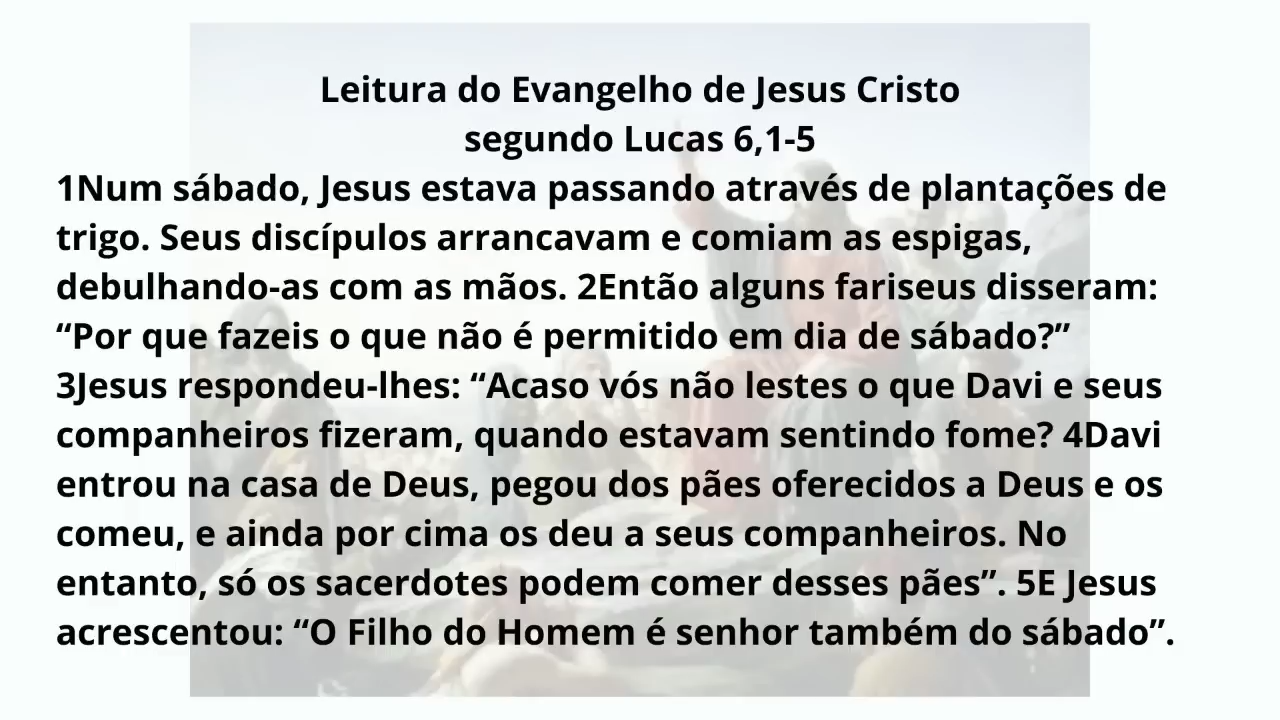 Leitura do Evangelho de Jesus Cristo
segundo Lucas 6,1-5
1Num sábado, Jesus estava passando através de plantações de
trigo. Seus discípulos arrancavam e comiam as espigas,
debulhando-as com as mãos. 2Então alguns fariseus disseram:
“Por que fazeis o que não é permitido em dia de sábado?”
3Jesus respondeu-lhes: “Acaso vós não lestes o que Davi e seus
companheiros fizeram, quando estavam sentindo fome? 4Davi
entrou na casa de Deus, pegou dos pães oferecidos a Deus e os
comeu, e ainda por cima os deu a seus companheiros. No
entanto, só os sacerdotes podem comer desses pães”. 5E Jesus
acrescentou: “O Filho do Homem é senhor também do sábado”.